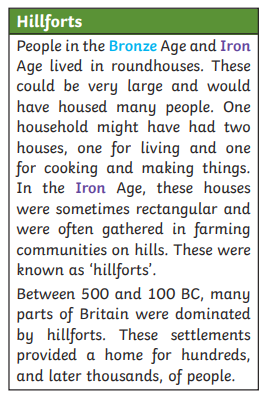 Hillforts
People in the Bronze Age and Iron
Age lived in roundhouses. These
could be very large and would
have housed many people. One
household might have had two
houses, one for living and one
for cooking and making things.
In the Iron Age, these houses
were sometimes rectangular and
were often gathered in farming
communities on hills. These were
known as ‘hillforts’.
Between 500 and 100 BC, many
parts of Britain were dominated
by hillforts. These settlements
provided a home for hundreds,
and later thousands, of people.